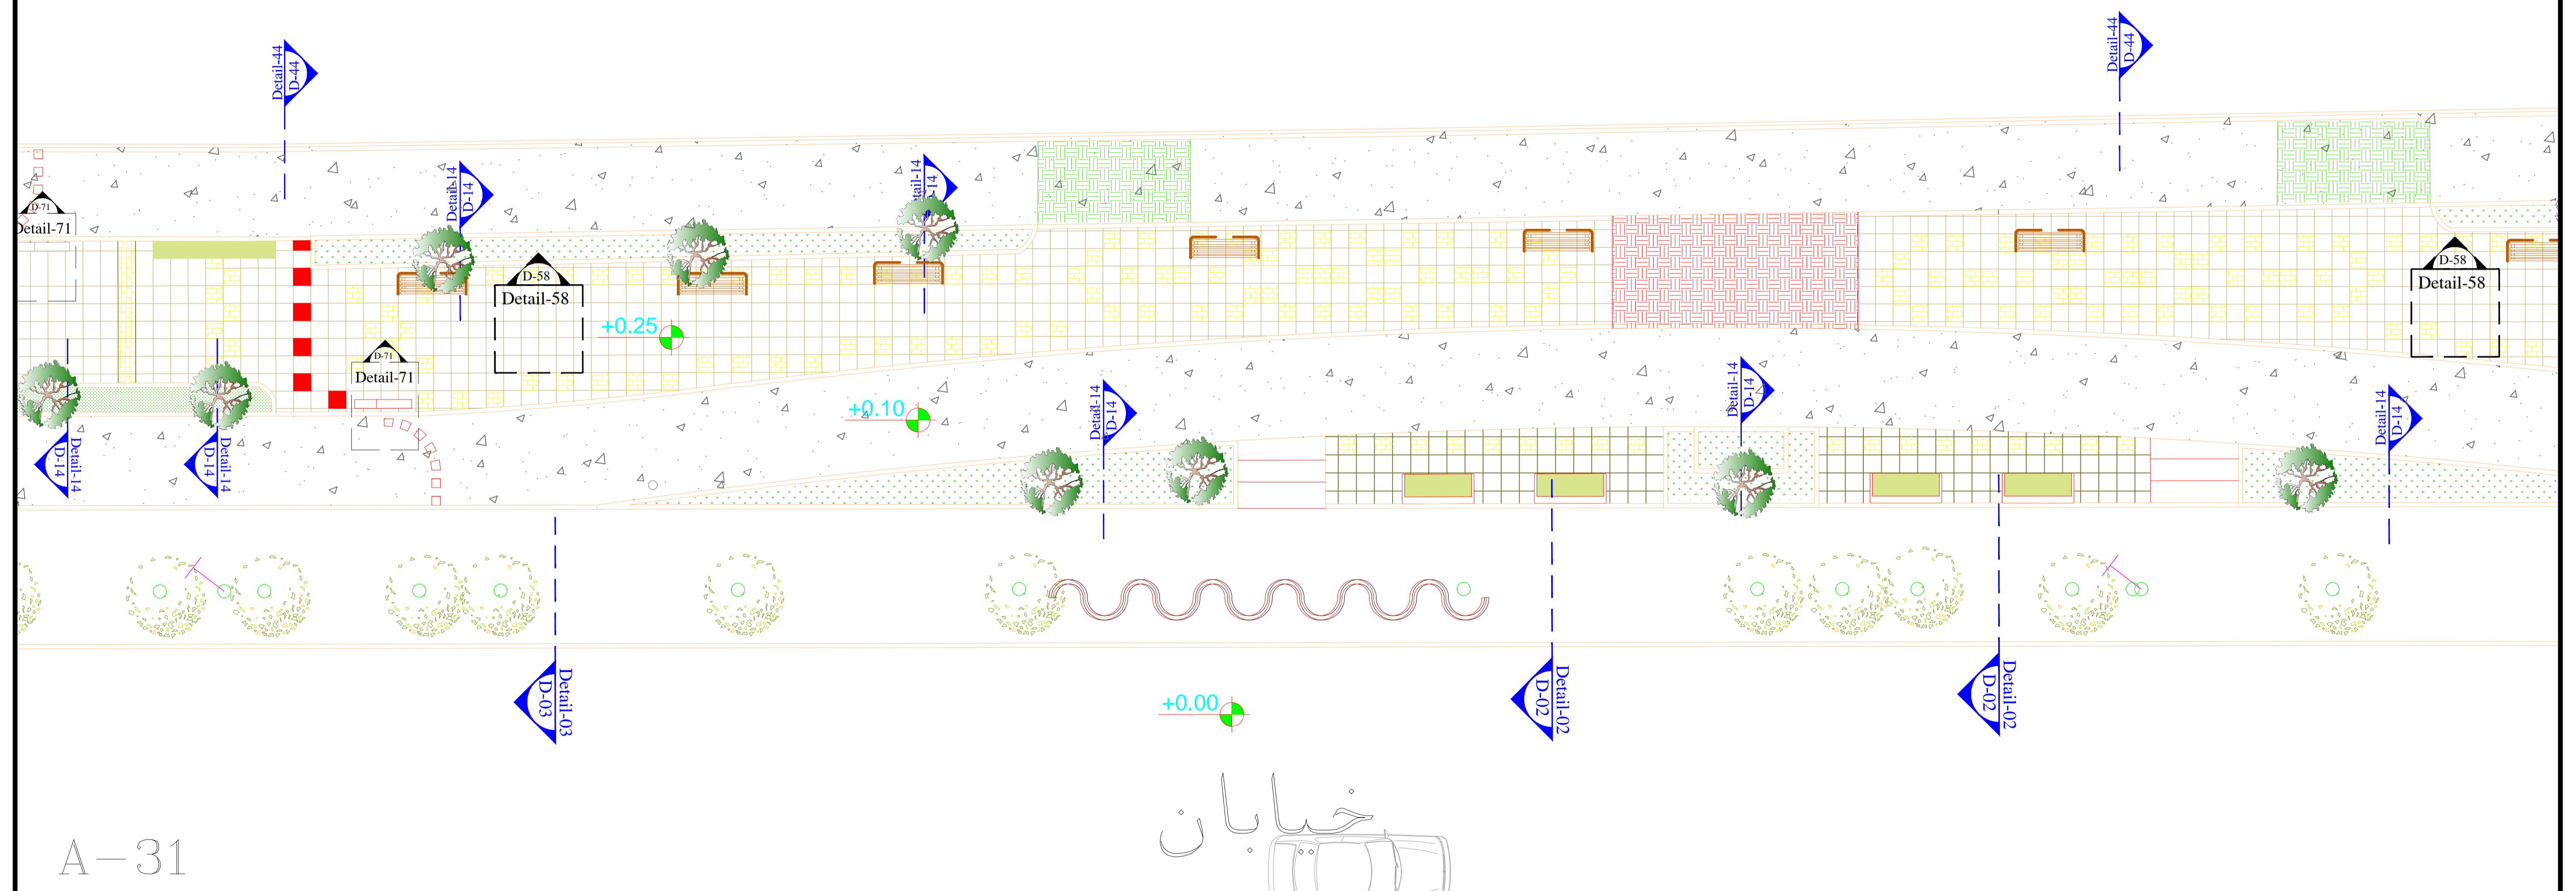 Detail-44
D-44
Detail-44
D-44
D-71
Detail-71
Detail-14
D-14
Detail-14
D-14
D-58
Detail-58
D-58
Detail-58
+0.25
D-71
Detail-71
+0.10
Detail-14
D-14
Detail-14
D-14
Detail-14
D-14
Detail-14
D-14
Detail-14
D-14
Detail-03
D-03
Detail-02
D-02
Detail-02
D-02
+0.00
خیابان
A-31